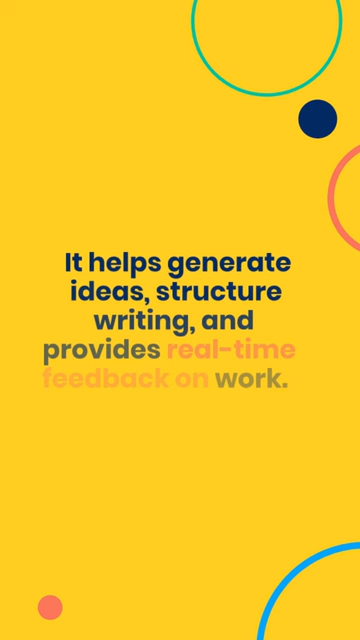 It helps generate
ideas, structure
writing, and
provides real-time
feedback on work.